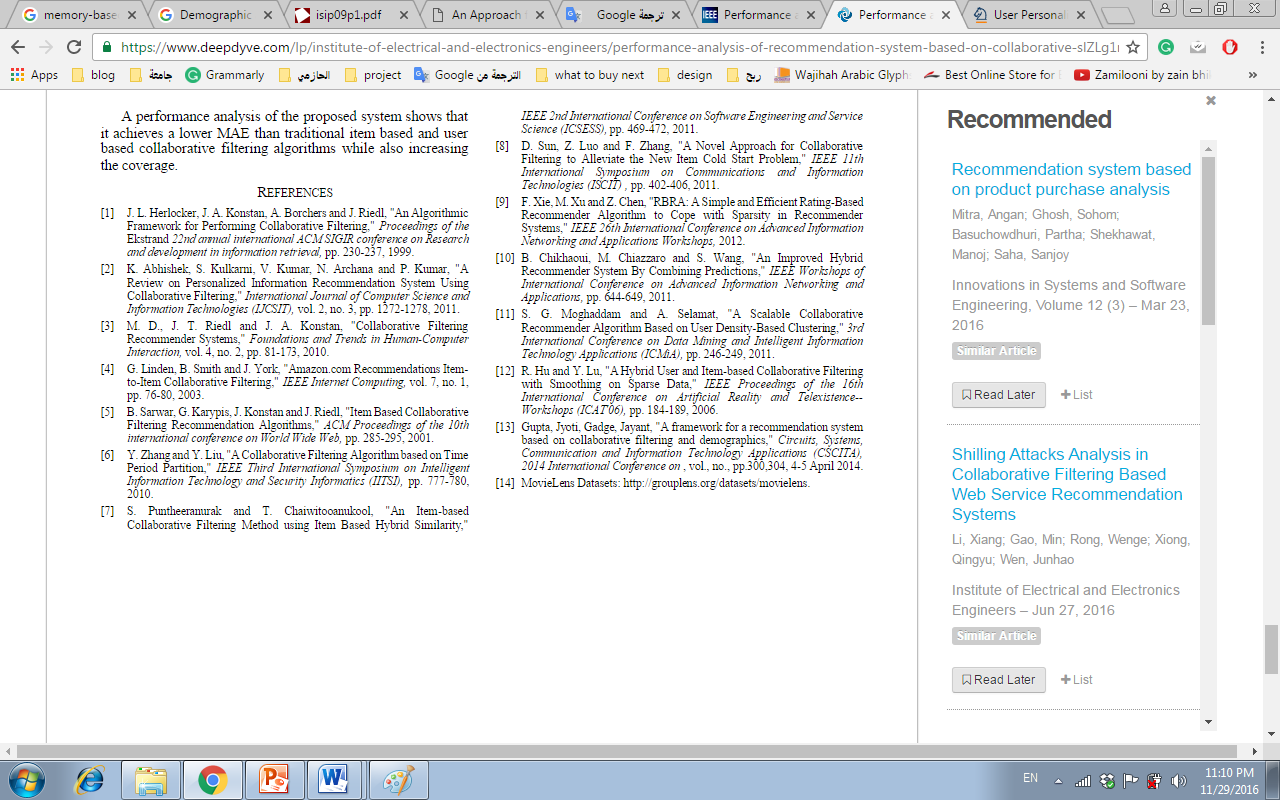 memory-base
Demographic
isip09p1.pdf
An Approach
ترجمة Google
Performance
Performance a
User Personali
https://www.deepdyve.com/lp/institute-of-electrical-and-electronics-engineers/performance-analysis-of-recommendation-system-based-on-collaborative-
Apps
blog
جامعة
Grammarly
الحازمي
project
الترجمة من Google
what to buy next
design
ربح
Wajihah Arabic Glyph
Best Online Store for
Zamilooni by zain bhi
A performance analysis of the proposed system shows that
it achieves a lower MAE than traditional item based and user
based collaborative filtering algorithms while also increasing
the coverage.
REFERENCES
[1] J. L. Herlocker, J. A. Konstan, A. Borchers and J. Riedl, "An Algorithmic
Framework for Performing Collaborative Filtering," Proceedings of the
Ekstrand 22nd annual international ACM SIGIR conference on Research
and development in information retrieval, pp. 230-237, 1999.
[2] K. Abhishek, S. Kulkarni, V. Kumar, N. Archana and P. Kumar, "A
Review on Personalized Information Recommendation System Using
Collaborative Filtering," International Journal of Computer Science and
Information Technologies (IJCSIT), vol. 2, no. 3, pp. 1272-1278, 2011.
[3] M. D., J. T. Riedl and J. A. Konstan, "Collaborative Filtering
Recommender Systems," Foundations and Trends in Human-Computer
Interaction, vol. 4, no. 2, pp. 81-173, 2010.
[4] G. Linden, B. Smith and J. York, "Amazon.com Recommendations Item-
to-Item Collaborative Filtering," IEEE Internet Computing, vol. 7, no. 1,
pp. 76-80, 2003.
[5] B. Sarwar, G. Karypis, J. Konstan and J. Riedl, "Item Based Collaborative
Filtering Recommendation Algorithms," ACM Proceedings of the 10th
international conference on World Wide Web, pp. 285-295, 2001.
[6] Y. Zhang and Y. Liu, "A Collaborative Filtering Algorithm based on Time
Period Partition," IEEE Third International Symposium on Intelligent
Information Technology and Security Informatics (IITSI), pp. 777-780,
2010.
[7] S. Puntheeranurak and T. Chaiwitooanukool, "An Item-based
Collaborative Filtering Method using Item Based Hybrid Similarity,"
IEEE 2nd International Conference on Software Engineering and Service
Science (ICSESS), pp. 469-472, 2011.
[8] D. Sun, Z. Luo and F. Zhang, "A Novel Approach for Collaborative
Filtering to Alleviate the New Item Cold Start Problem," IEEE 11th
International Symposium on Communications and Information
Technologies (ISCIT) , pp. 402-406, 2011.
[9] F. Xie, M. Xu and Z. Chen, "RBRA: A Simple and Efficient Rating-Based
Recommender Algorithm to Cope with Sparsity in Recommender
Systems," IEEE 26th International Conference on Advanced Information
Networking and Applications Workshops, 2012.
[10] B. Chikhaoui, M. Chiazzaro and S. Wang, "An Improved Hybrid
Recommender System By Combining Predictions," IEEE Workshops of
International Conference on Advanced Information Networking and
Applications, pp. 644-649, 2011.
[11] S. G. Moghaddam and A. Selamat, "A Scalable Collaborative
Recommender Algorithm Based on User Density-Based Clustering," 3rd
International Conference on Data Mining and Intelligent Information
Technology Applications (ICMiA), pp. 246-249, 2011.
[12] R. Hu and Y. Lu, "A Hybrid User and Item-based Collaborative Filtering
with Smoothing on Sparse Data," IEEE Proceedings of the 16th
International Conference on Artificial Reality and Telexistence--
Workshops (ICAT'06), pp. 184-189, 2006.
[13] Gupta, Jyoti, Gadge, Jayant, "A framework for a recommendation system
based on collaborative filtering and demographics," Circuits, Systems,
Communication and Information Technology Applications (CSCITA),
2014 International Conference on , vol., no., pp.300,304, 4-5 April 2014.
[14] MovieLens Datasets: http://grouplens.org/datasets/movielens.
Recommended
Recommendation system based
on product purchase analysis
Mitra, Angan; Ghosh, Sohom;
Basuchowdhuri, Partha; Shekhawat,
Manoj; Saha, Sanjoy
Innovations in Systems and Software
Engineering, Volume 12 (3) – Mar 23,
2016
Similar Article
Read Later
List
Shilling Attacks Analysis in
Collaborative Filtering Based
Web Service Recommendation
Systems
Li, Xiang; Gao, Min; Rong, Wenge; Xiong,
Qingyu; Wen, Junhao
Institute of Electrical and Electronics
Engineers – Jun 27, 2016
Similar Article
Read Later
List
EN
11:10 PM
11/29/2016